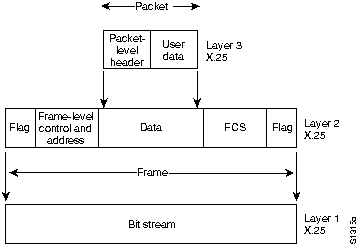 Packet
Packet-
level
header
User
data
Layer 3
X.25
Flag
Frame-level
control and
address
Data
FCS
Flag
Layer 2
X.25
Frame
Bit stream
Layer 1
X.25
S1315a